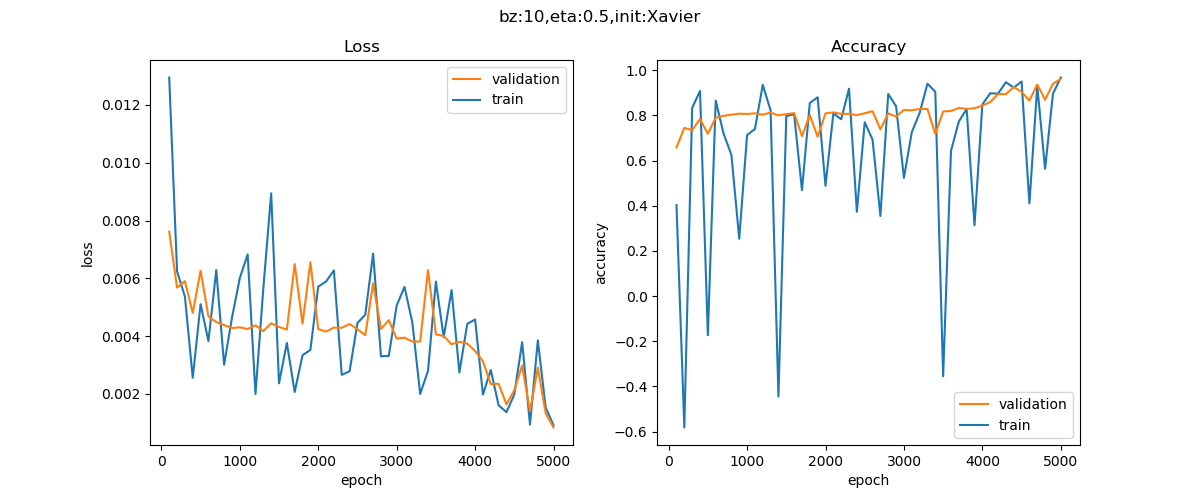 bz:10,eta:0.5,init:Xavier
Loss
loss
0.012
0.010
0.008
0.006
0.004
0.002
validation
train
0
1000
2000
3000
4000
5000
epoch
Accuracy
accuracy
1.0
0.8
0.6
0.4
0.2
0.0
−0.2
−0.4
−0.6
validation
train
0
1000
2000
3000
4000
5000
epoch